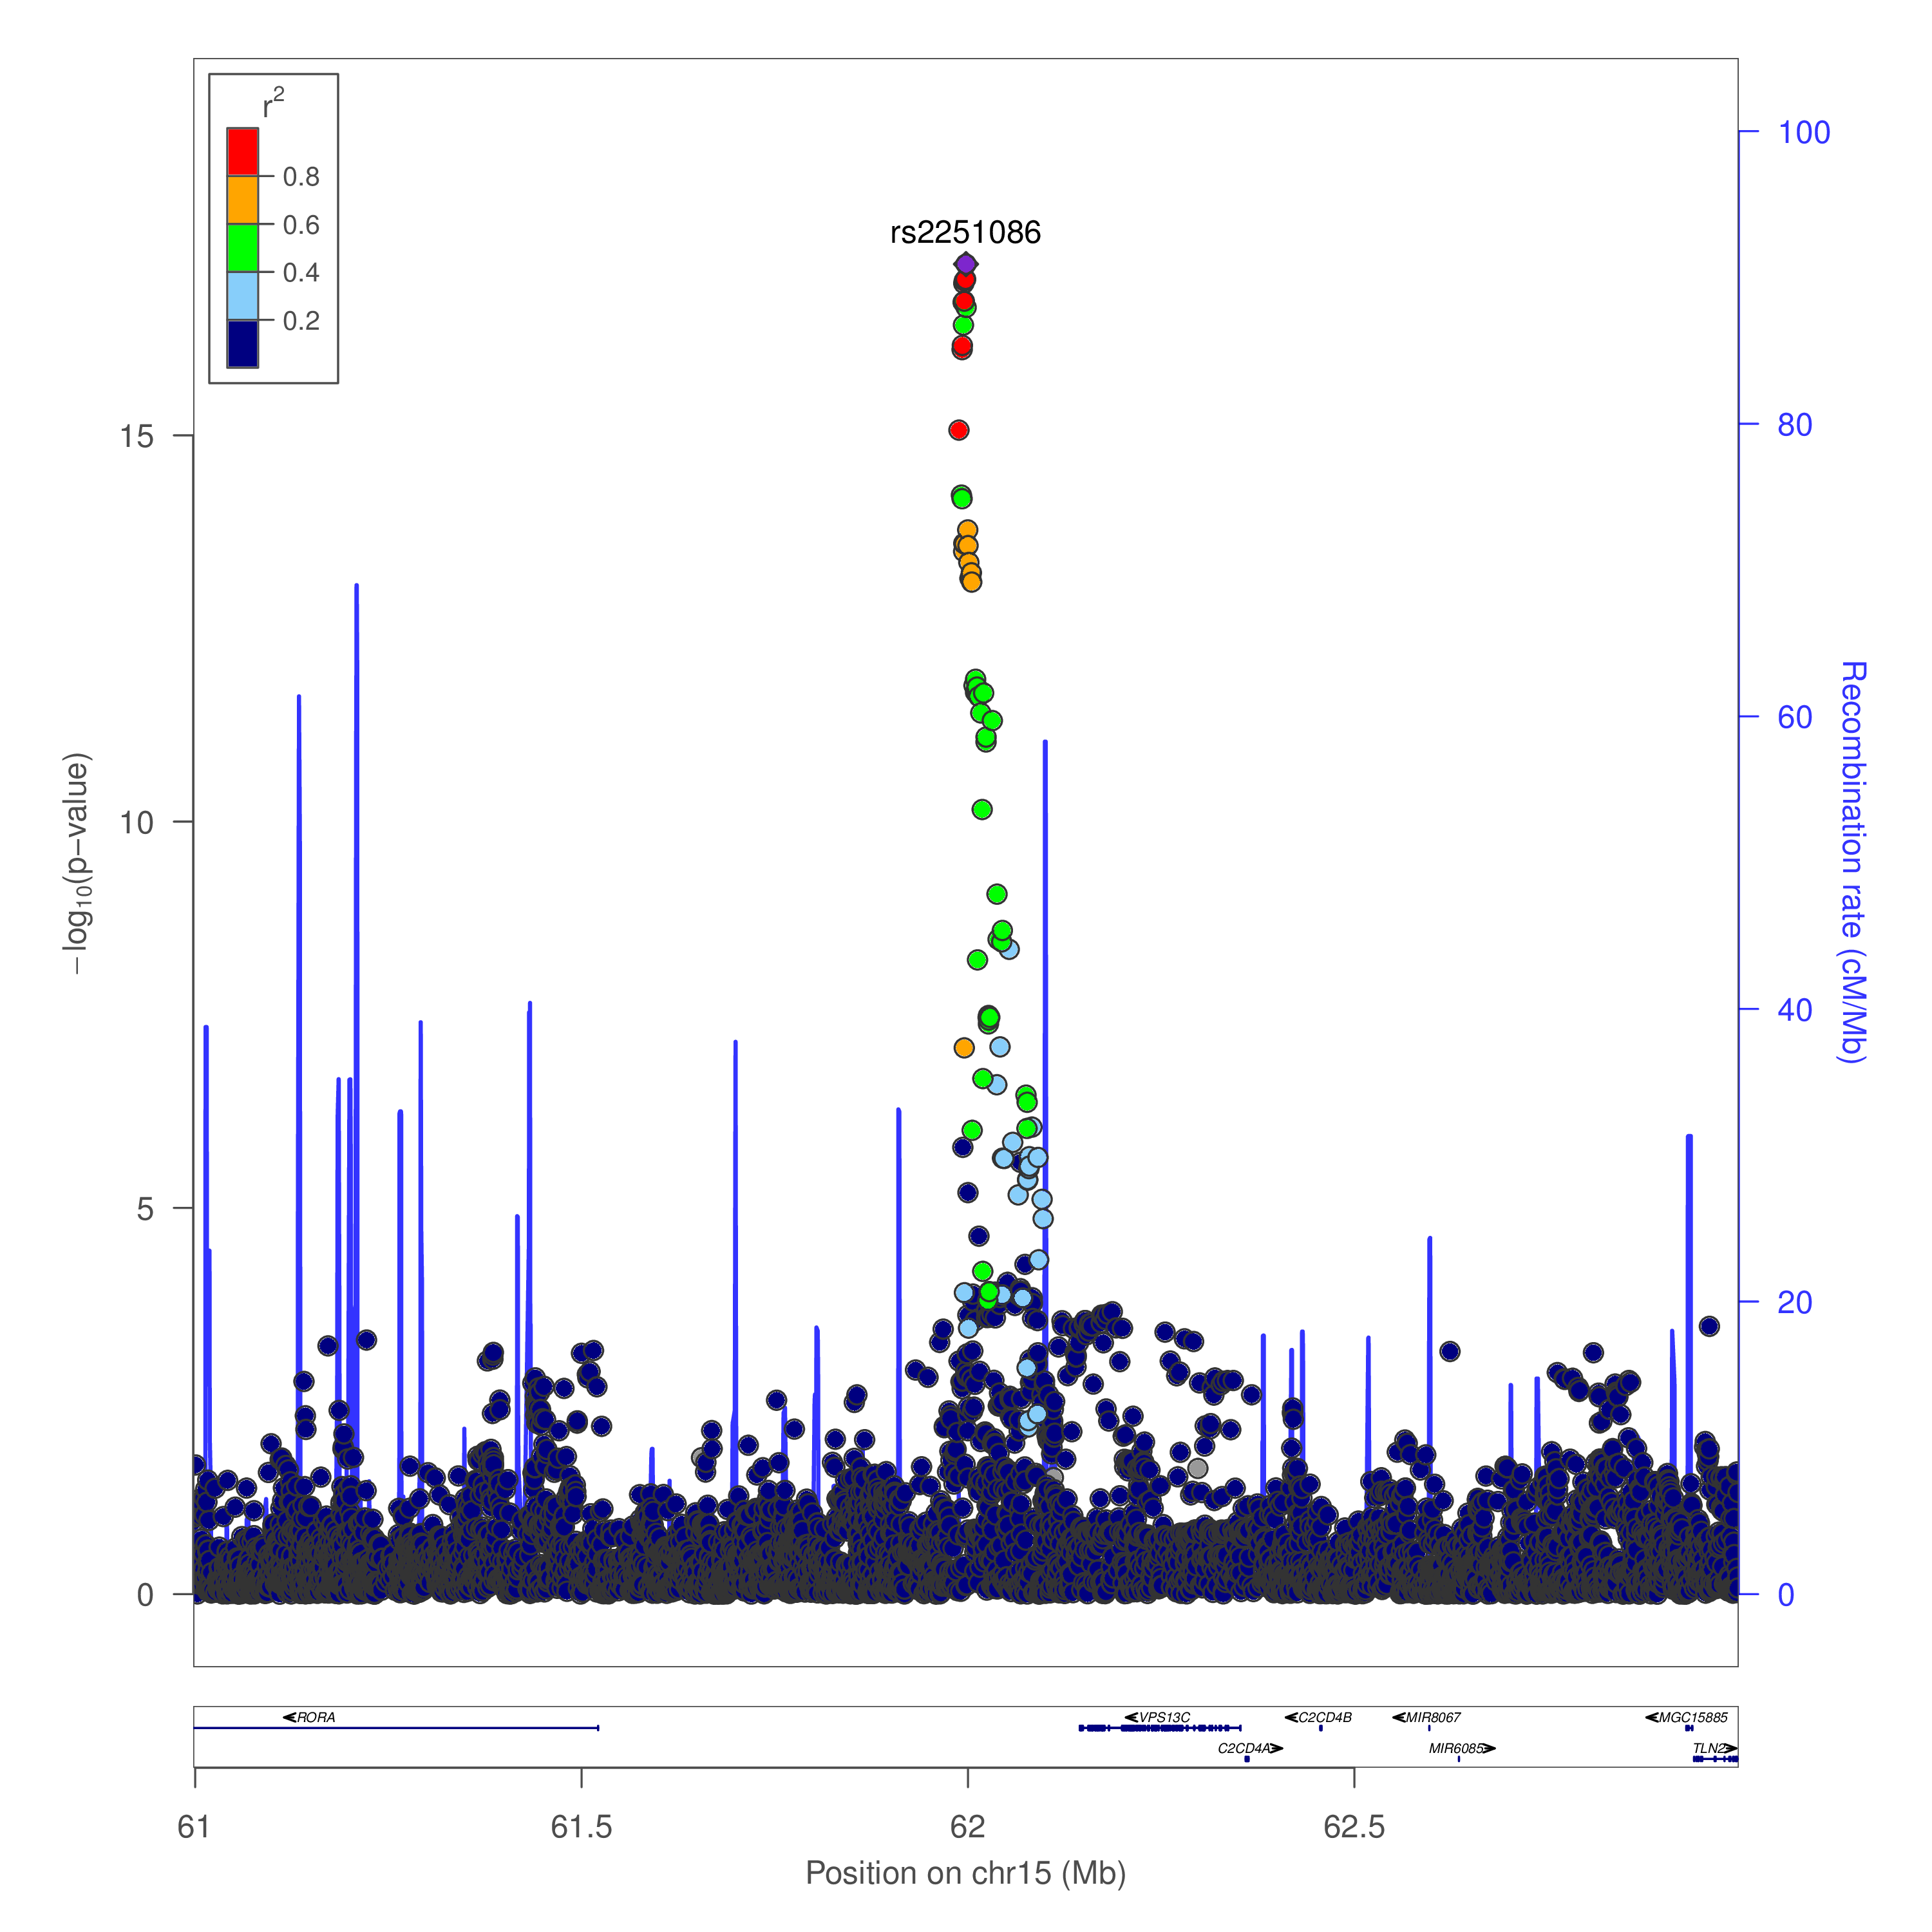 r2
0.8
0.6
0.4
0.2
rs2251086
100
80
60
40
20
0
15
10
5
0
−log10(p−value)
Recombination rate (cM/Mb)
RORA
VPS13C
C2CD4B
MIR8067
MGC15885
C2CD4A
MIR6085
TLN2
61
61.5
62
62.5
Position on chr15 (Mb)